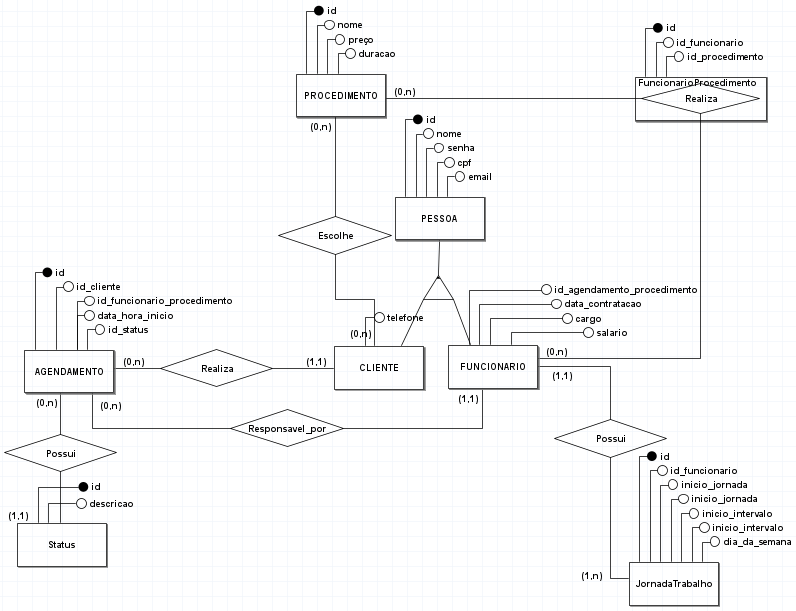 id
nome
preço
duracao
PROCEDIMENTO
(0,n)
(0,n)
id
id_funcionario
id_procedimento
FuncionarioProcedimento
Realiza
id
nome
senha
cpf
email
PESSOA
Escolhe
id
id_cliente
id_funcionario_procedimento
data_hora_inicio
id_status
AGENDAMENTO
(0,n)
Realiza
(1,1)
telefone
(0,n)
CLIENTE
id_agendamento_procedimento
data_contratacao
cargo
salario
FUNCIONARIO
(0,n)
(1,1)
(1,1)
(0,n)
(0,n)
Responsavel_por
Possui
Possui
id
descricao
(1,1)
Status
id
id_funcionario
inicio_jornada
inicio_jornada
inicio_intervalo
inicio_intervalo
dia_da_semana
(1,n)
JornadaTrabalho